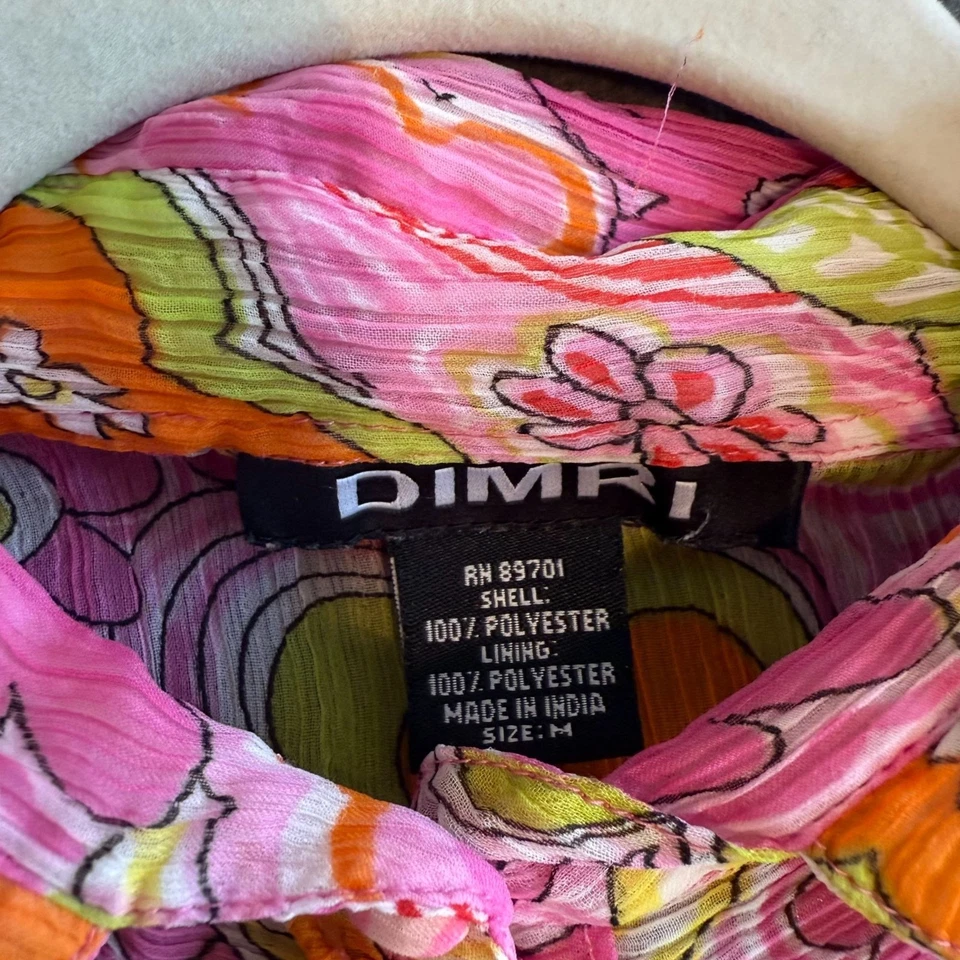 DIMRI
RN 89701
SHELL:
100% POLYESTER
LINING:
100% POLYESTER
MADE IN INDIA
SIZE: M